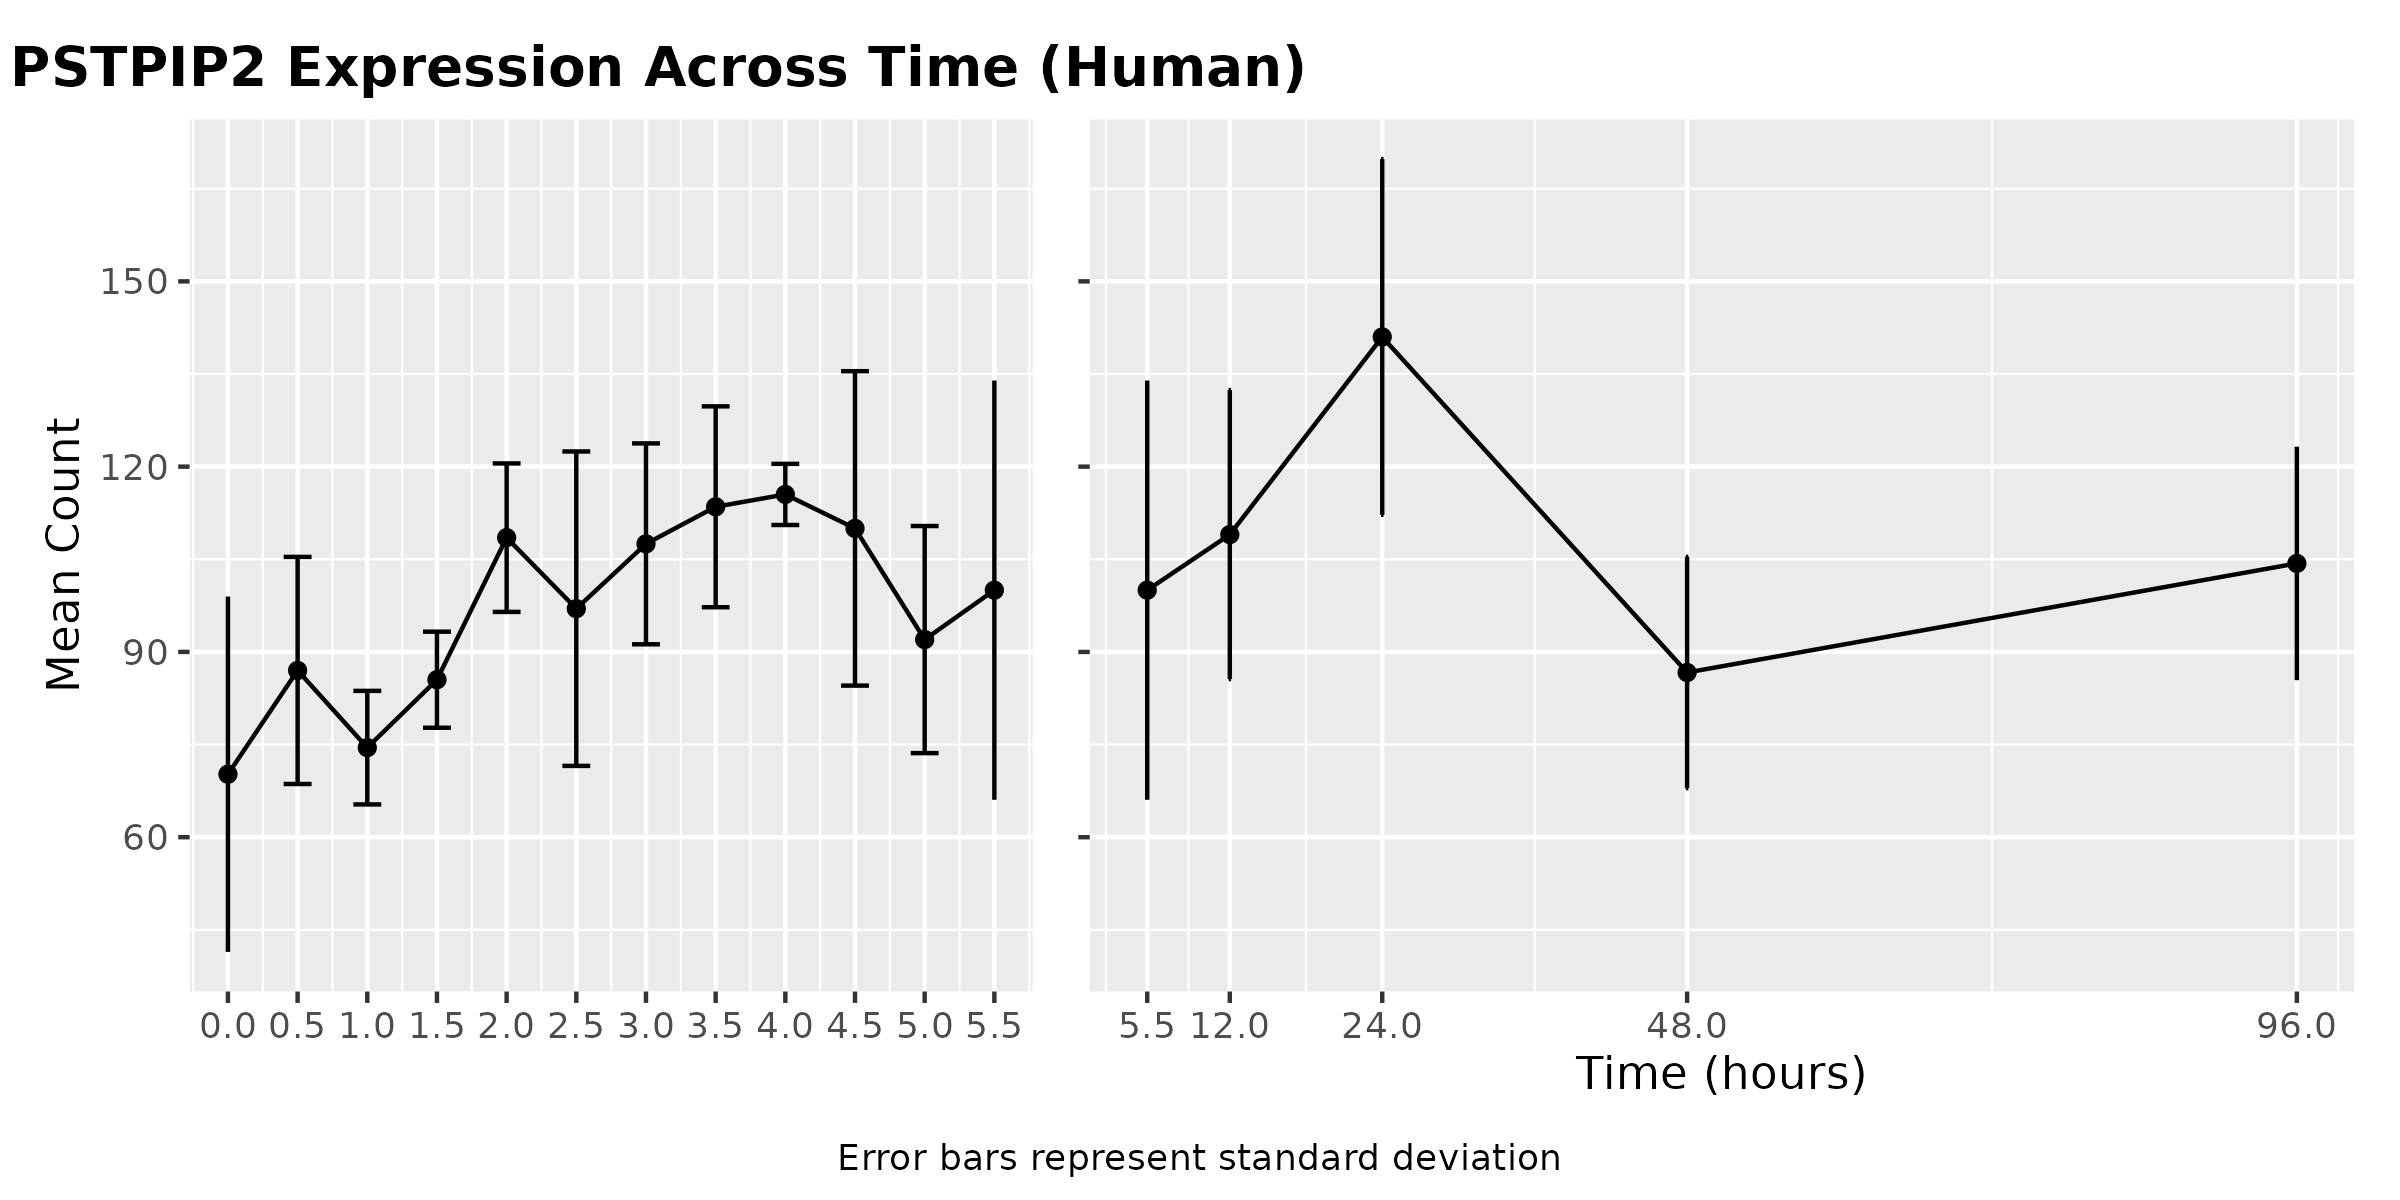 PSTPIP2 Expression Across Time (Human)
Mean Count
150
120
90
60
0.0 0.5 1.0 1.5 2.0 2.5 3.0 3.5 4.0 4.5 5.0 5.5
5.5 12.0 24.0 48.0 96.0
Time (hours)
Error bars represent standard deviation